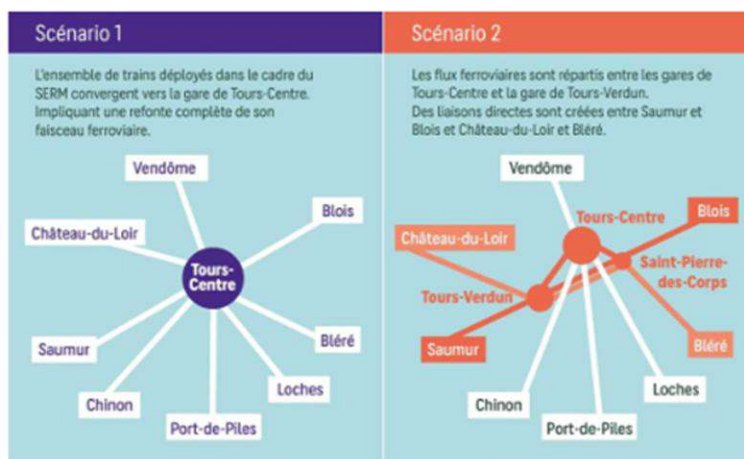 Scénario 1
L'ensemble de trains déployés dans le cadre du
SERM convergent vers la gare de Tours-Centre.
Impliquant une refonte complète de son
faisceau ferroviaire.
Vendôme
Blois
Château-du-Loir
Tours-
Centre
Saumur
Bléré
Chinon
Loches
Port-de-Piles
Scénario 2
Les flux ferroviaires sont répartis entre les gares de
Tours-Centre et la gare de Tours-Verdun.
Des liaisons directes sont créées entre Saumur et
Blois et Château-du-Loir et Bléré.
Vendôme
Tours-Centre
Blois
Château-du-Loir
Saint-Pierre-
des-Corps
Tours-Verdun
Saumur
Bléré
Chinon
Loches
Port-de-Piles